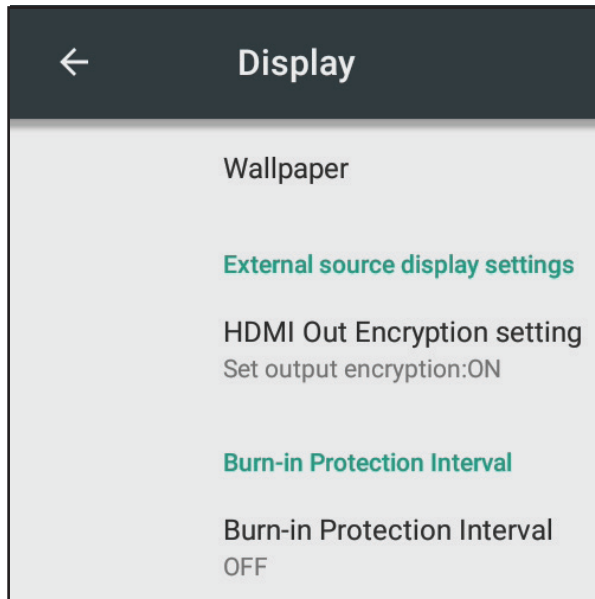 Display
Wallpaper
External source display settings
HDMI Out Encryption setting
Set output encryption:ON
Burn-in Protection Interval
Burn-in Protection Interval
OFF